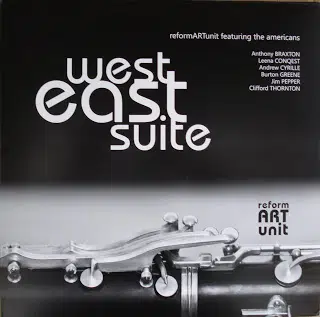 reformARTunit featuring the americans
Anthony BRAXTON
Leena CONQEST
Andrew CYRILLE
Burton GREENE
Jim PEPPER
Clifford THORNTON
west
east
suite
reform
ART
unit